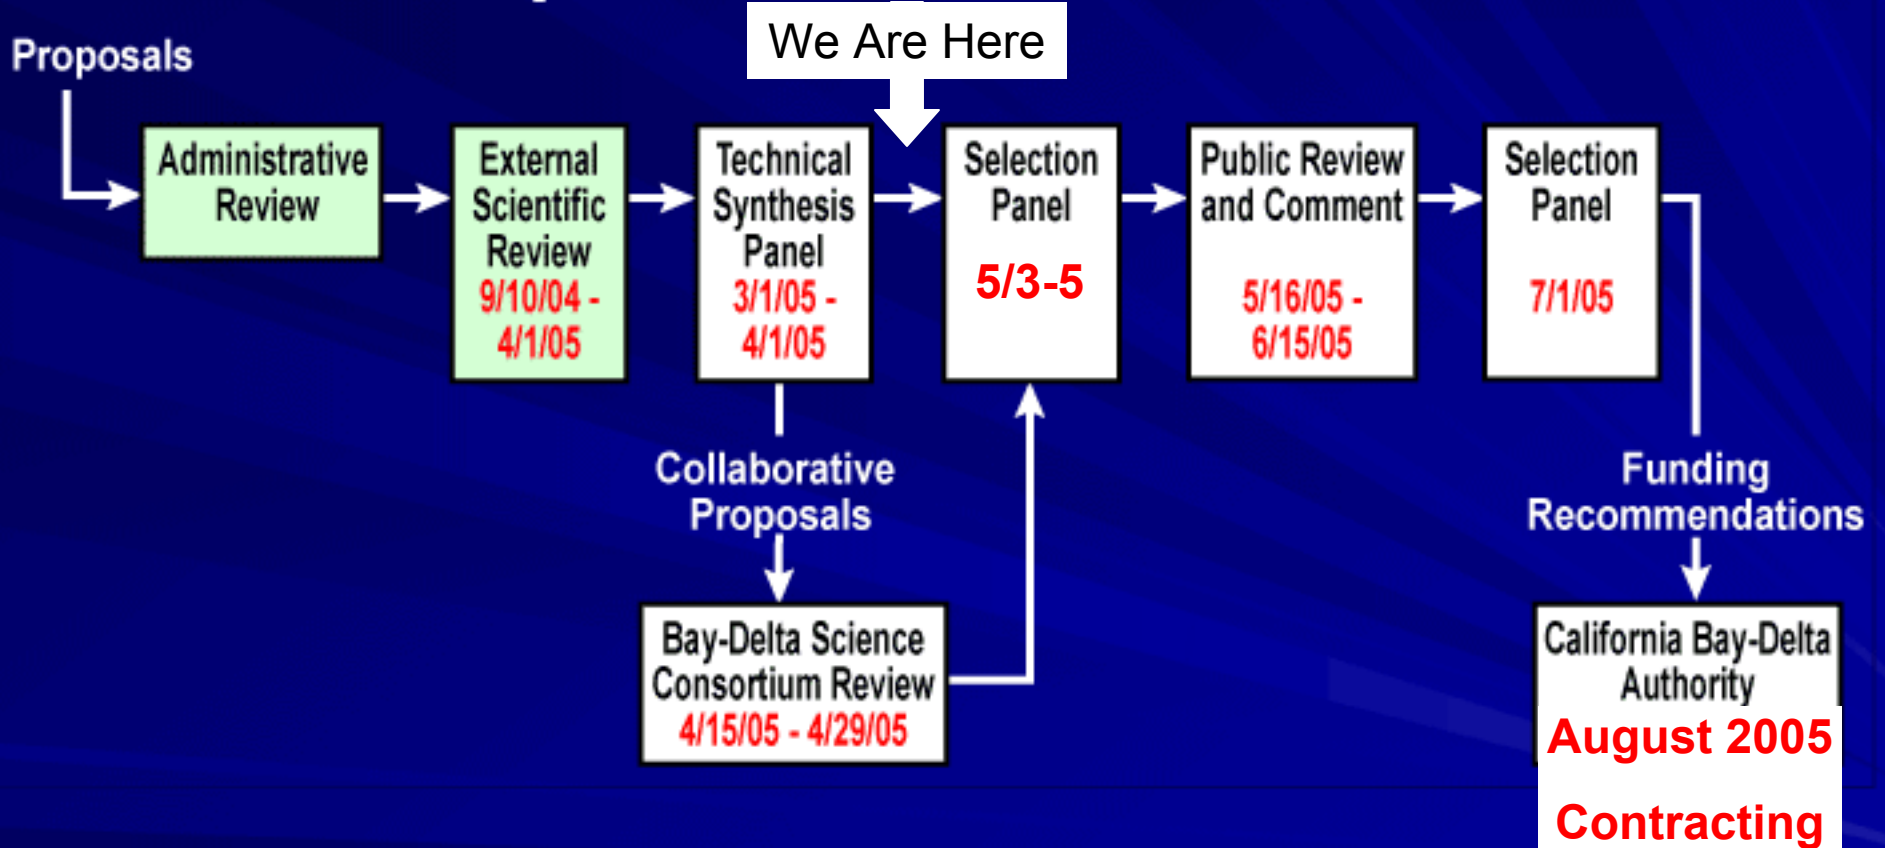 We Are Here
Proposals
Administrative
Review
External
Scientific
Review
9/10/04 -
4/1/05
Technical
Synthesis
Panel
3/1/05 -
4/1/05
Selection
Panel
5/3-5
Public Review
and Comment
5/16/05 -
6/15/05
Selection
Panel
7/1/05
Collaborative
Proposals
Funding
Recommendations
Bay-Delta Science
Consortium Review
4/15/05 - 4/29/05
California Bay-Delta
Authority
August 2005
Contracting